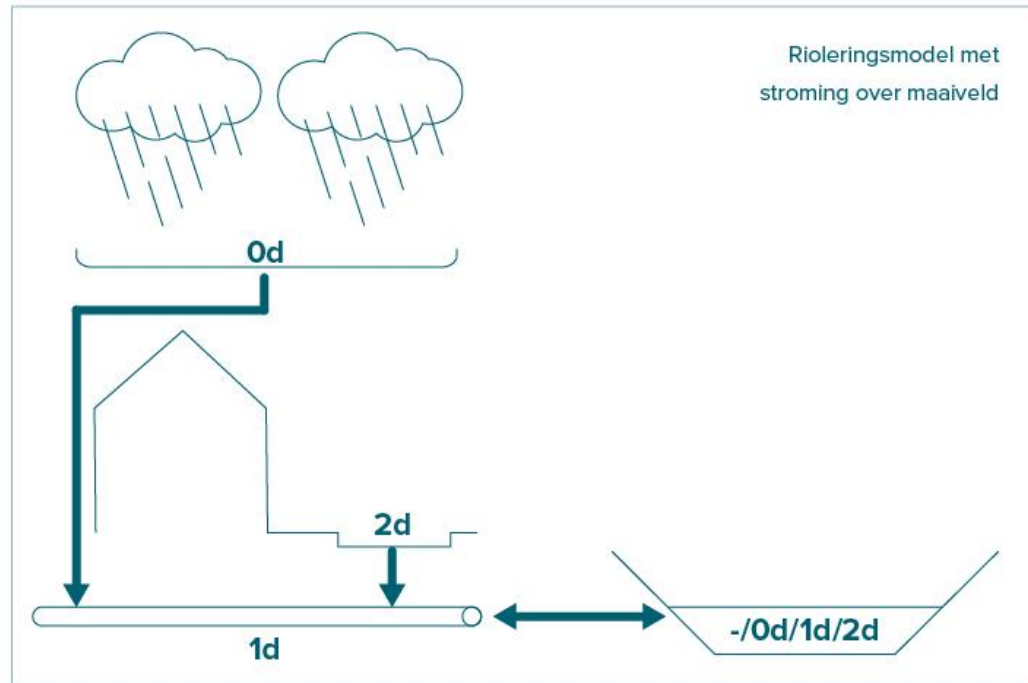 Rioleringsmodel met
stroming over maaiveld
0d
2d
1d
-/0d/1d/2d